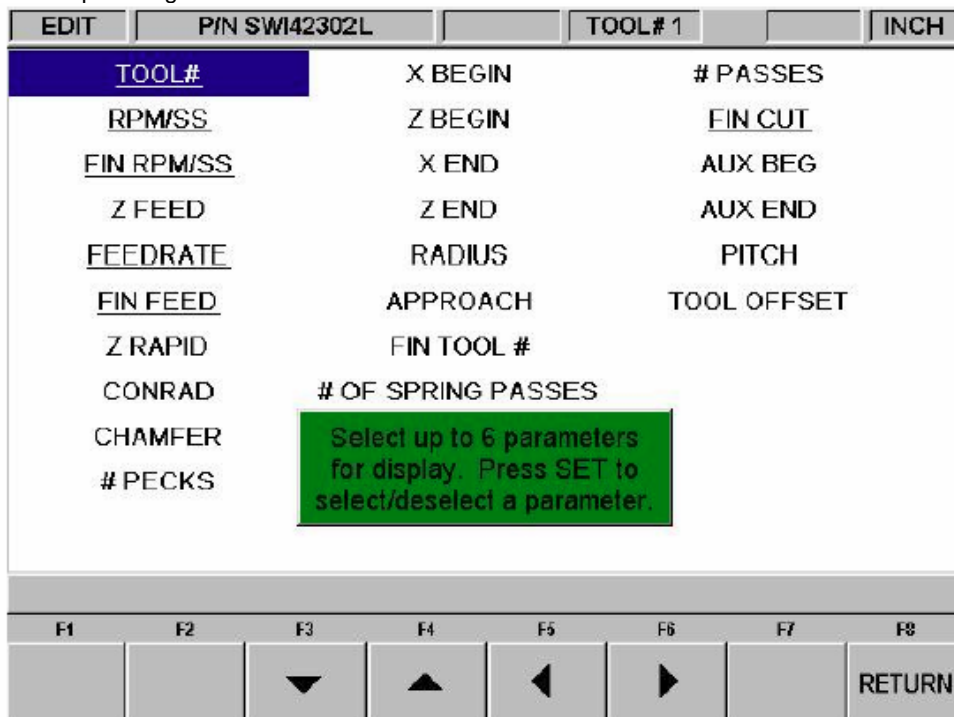 EDIT P/N SWI42302L TOOL# 1 INCH
TOOL# X BEGIN # PASSES
RPM/SS Z BEGIN FIN CUT
FIN RPM/SS X END AUX BEG
Z FEED Z END AUX END
FEEDRATE RADIUS PITCH
FIN FEED APPROACH TOOL OFFSET
Z RAPID FIN TOOL #
CONRAD # OF SPRING PASSES
CHAMFER
# PECKS
Select up to 6 parameters
for display. Press SET to
select/deselect a parameter.
F1 F2 F3 F4 F5 F6 F7 F8
RETURN